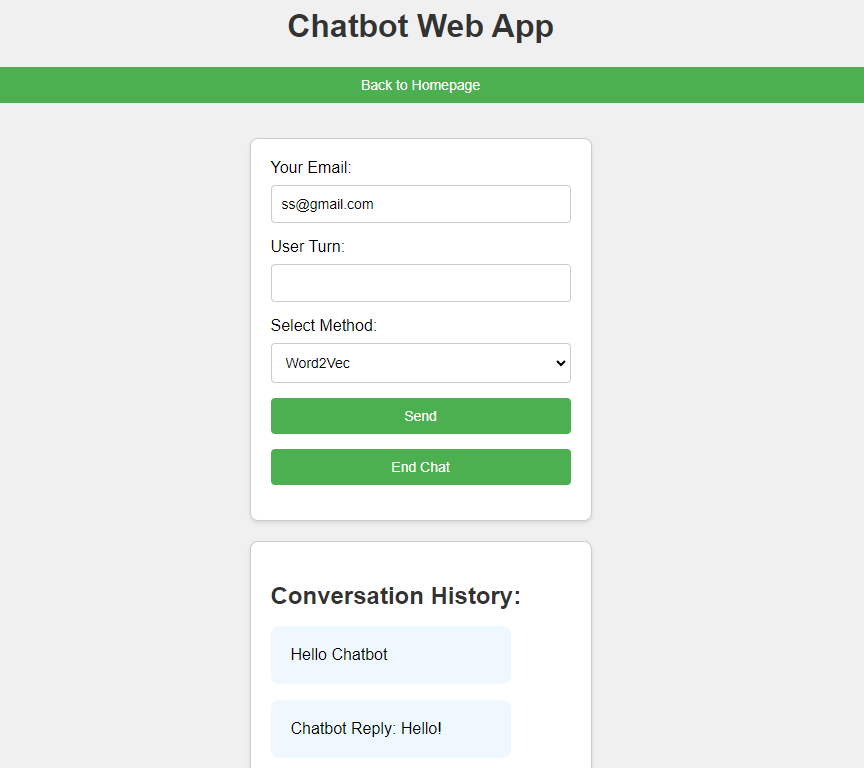 Chatbot Web App
Back to Homepage
Your Email:
ss@gmail.com
User Turn:
Select Method:
Word2Vec
Send
End Chat
Conversation History:
Hello Chatbot
Chatbot Reply: Hello!